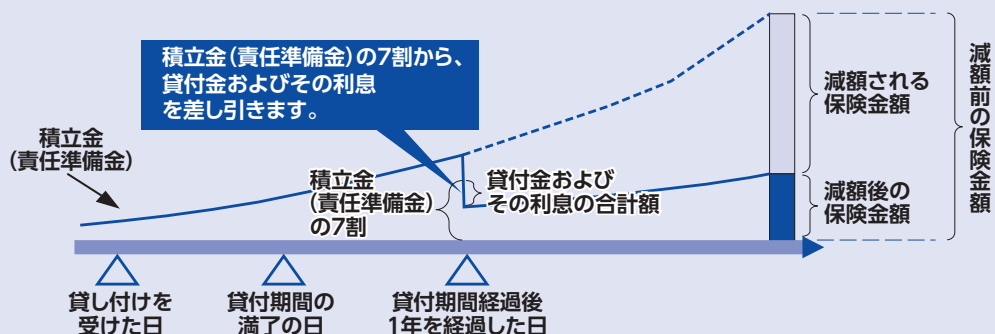 積立金(責任準備金)の7割から、
貸付金およびその利息
を差し引きます。
積立金
(責任準備金)
積立金
(責任準備金)
の7割
貸付金および
その利息の合計額
減額される
保険金額
減額後の
保険金額
減額前の保険金額
貸し付けを
受けた日
貸付期間の
満了の日
貸付期間経過後
1年を経過した日